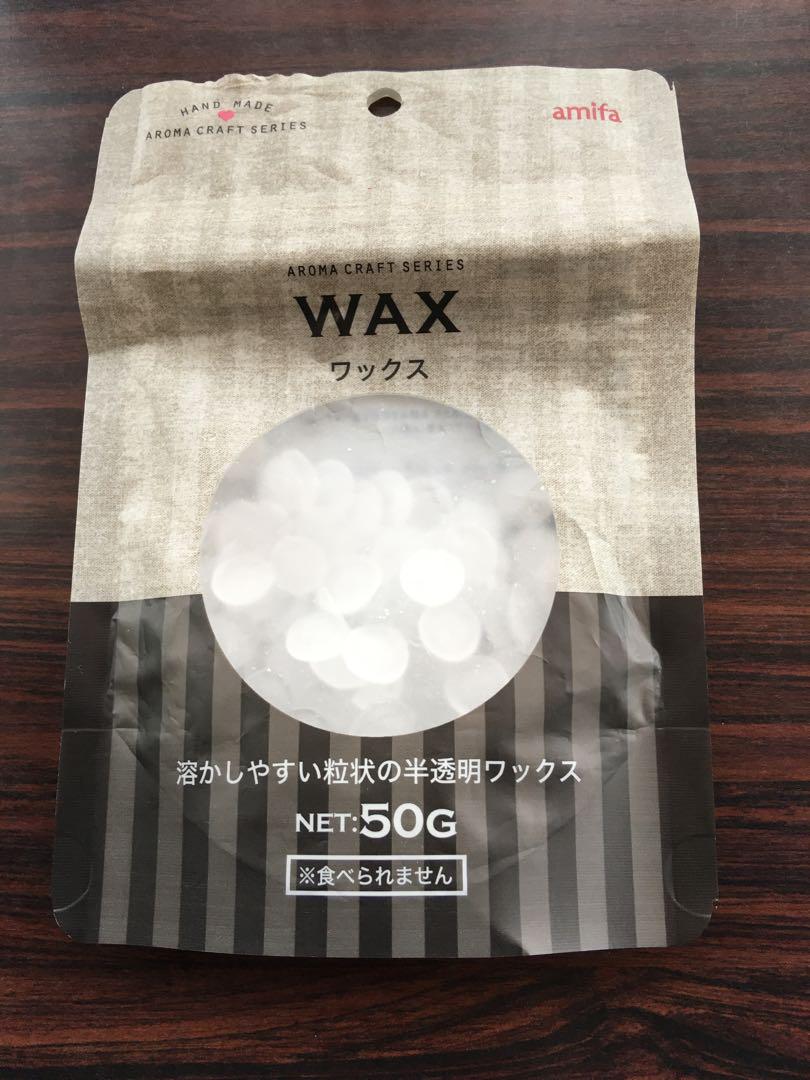 HAND MADE
AROMA CRAFT SERIES
amifa
AROMA CRAFT SERIES
WAX
ワックス
溶かしやすい粒状の半透明ワックス
NET:50G
※食べられません